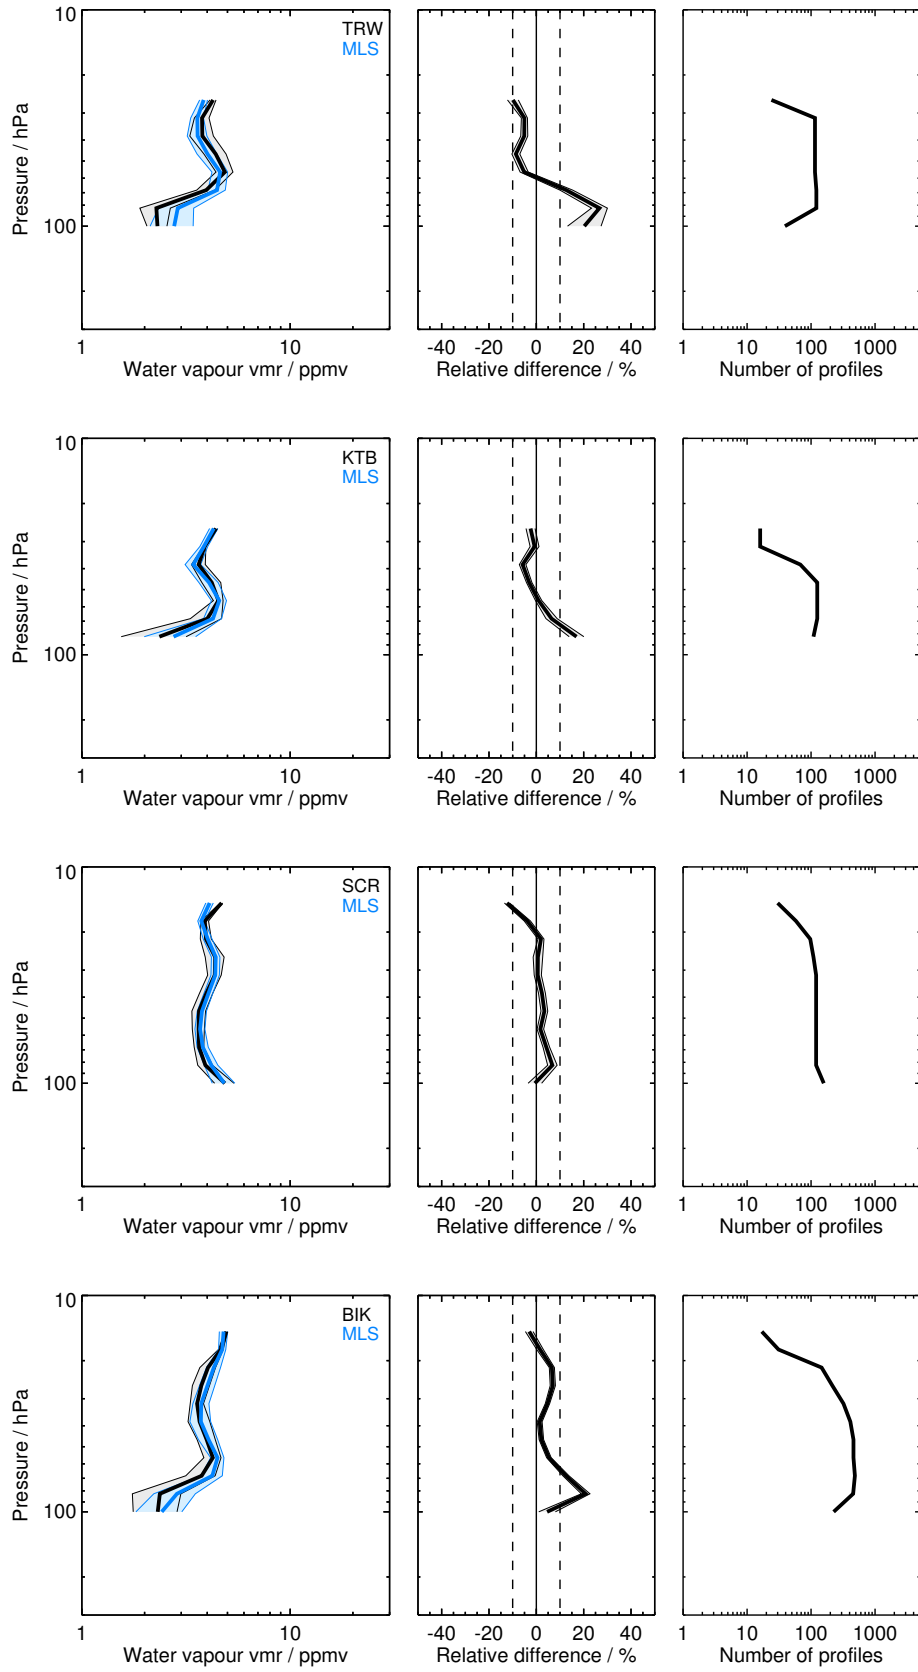 10
TRW
MLS
Pressure / hPa
100
1
10
-40
-20
0
20
40
1
10
100
1000
Water vapour vmr / ppmv
Relative difference / %
Number of profiles
10
KTB
MLS
Pressure / hPa
100
1
10
-40
-20
0
20
40
1
10
100
1000
Water vapour vmr / ppmv
Relative difference / %
Number of profiles
10
SCR
MLS
Pressure / hPa
100
1
10
-40
-20
0
20
40
1
10
100
1000
Water vapour vmr / ppmv
Relative difference / %
Number of profiles
10
BIK
MLS
Pressure / hPa
100
1
10
-40
-20
0
20
40
1
10
100
1000
Water vapour vmr / ppmv
Relative difference / %
Number of profiles